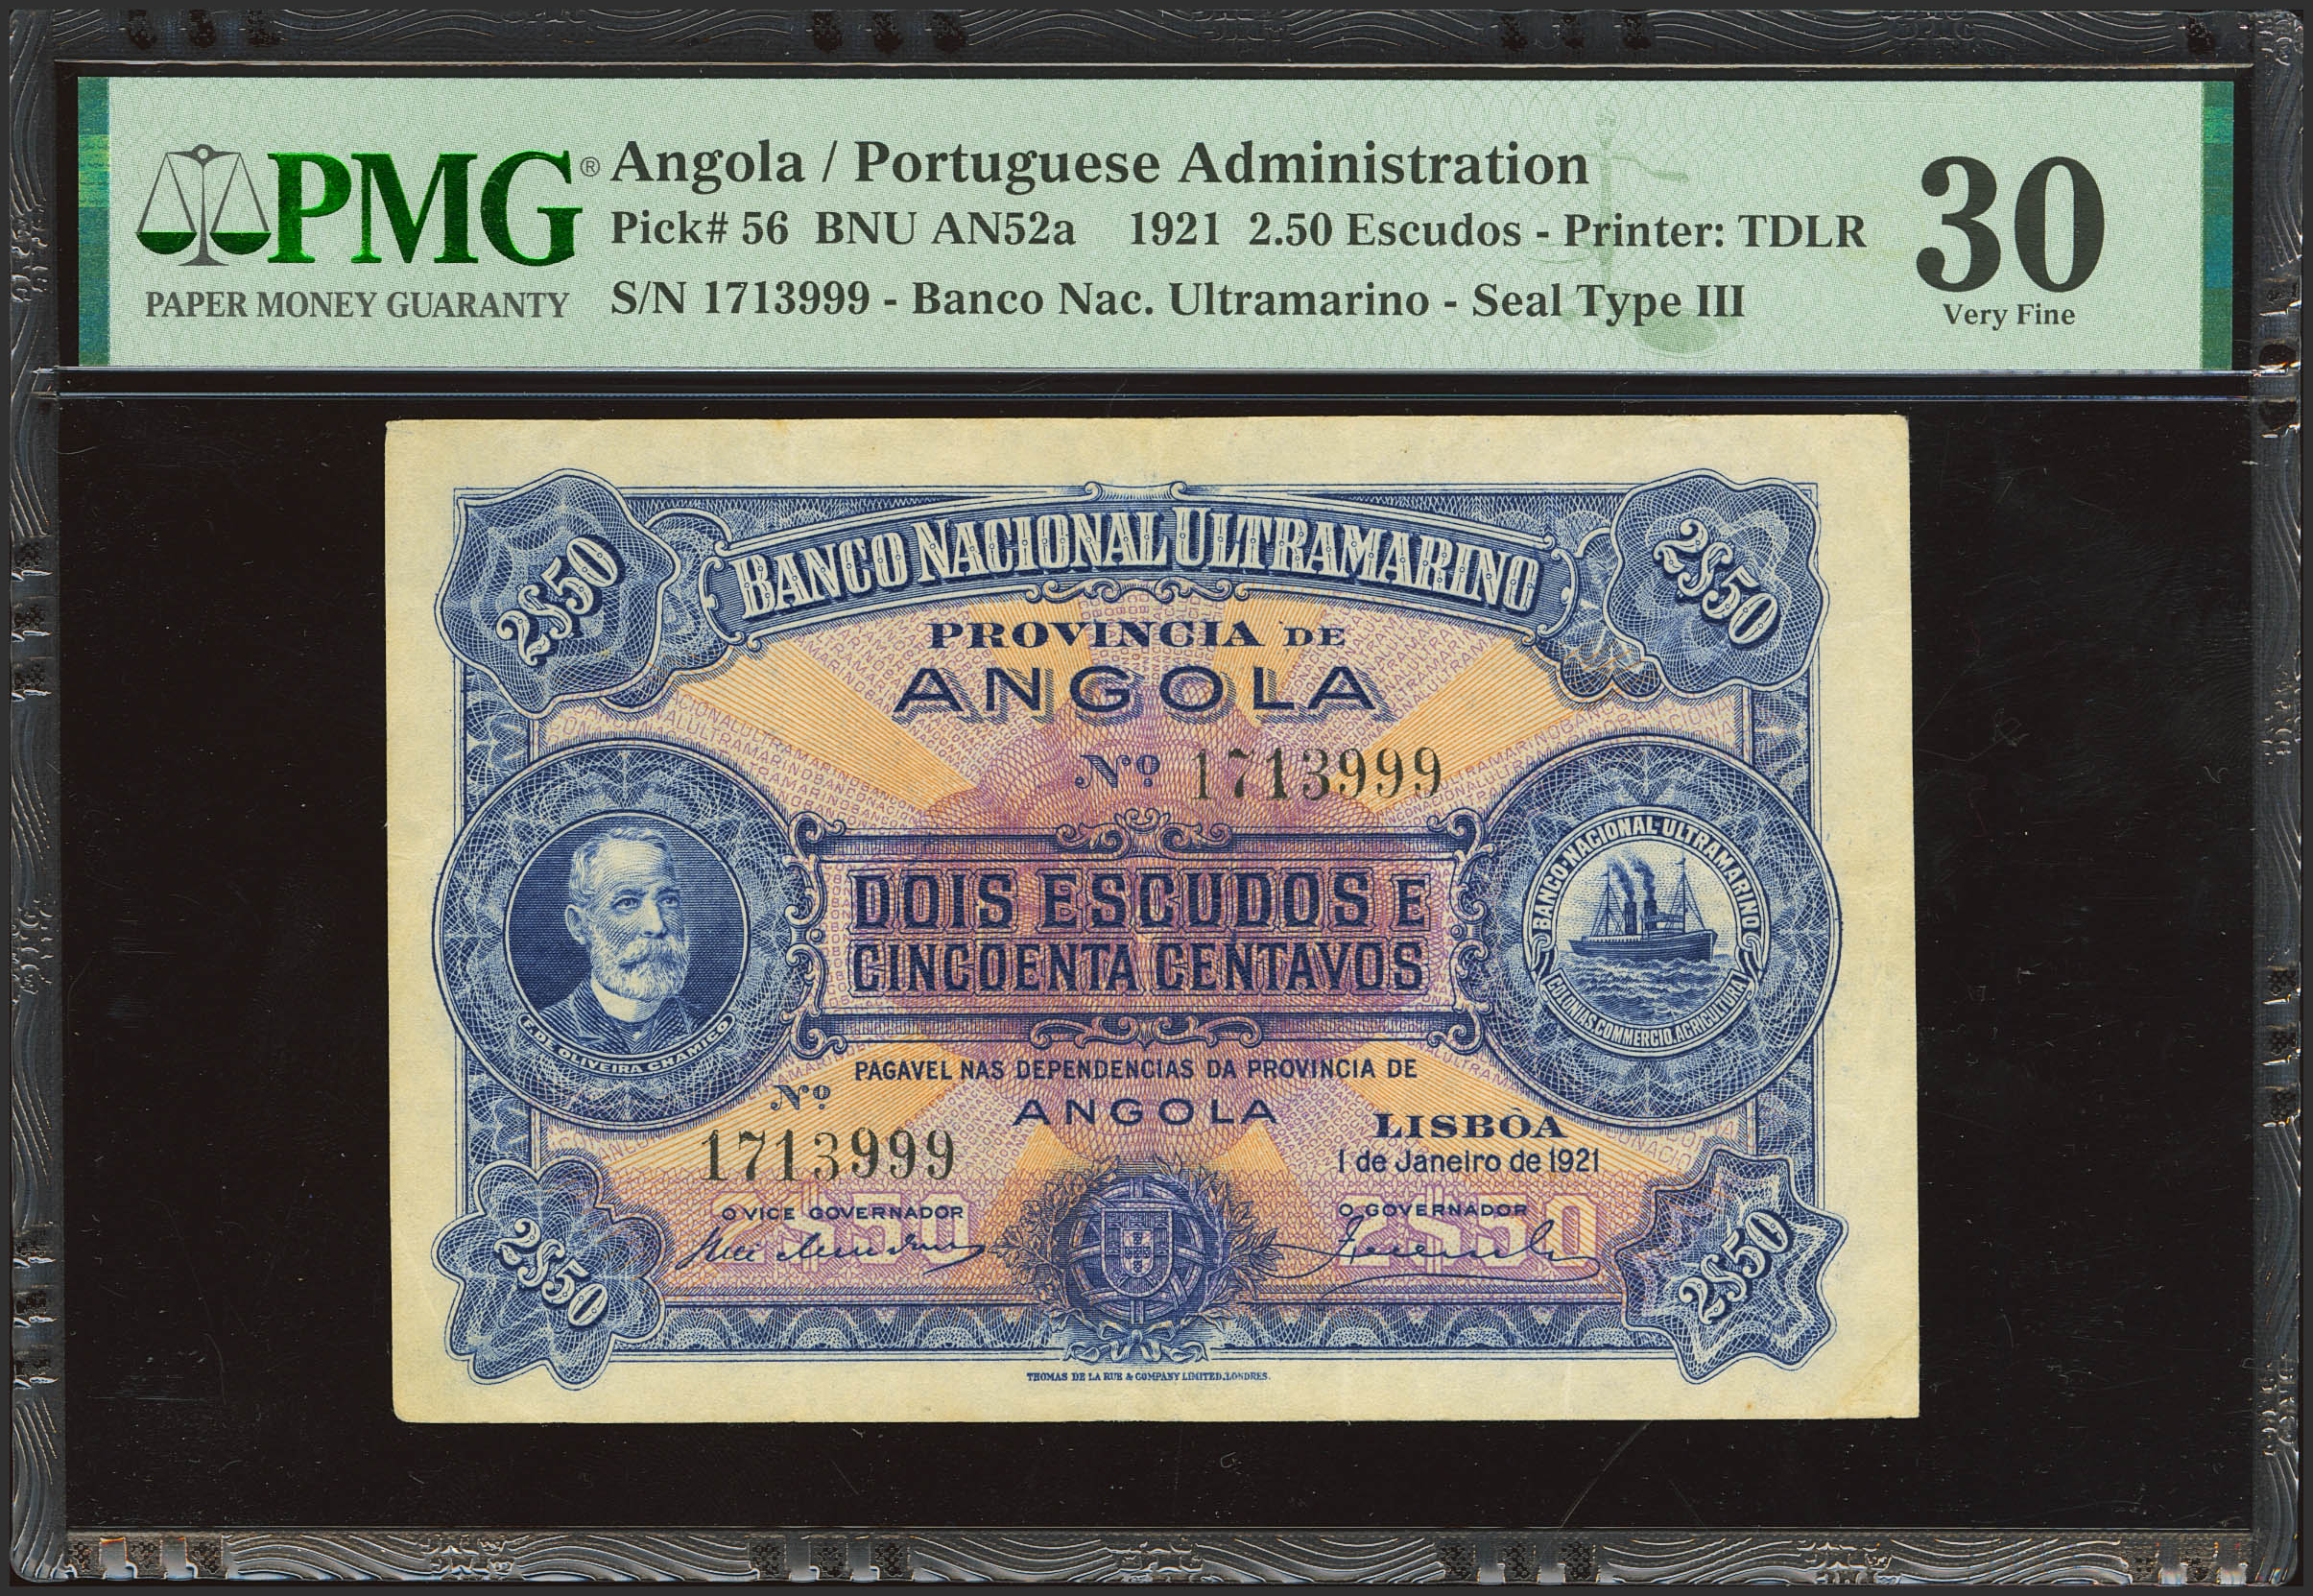 PMG® Angola / Portuguese Administration 30
Pick# 56 BNU AN52a 1921 2.50 Escudos - Printer: TDLR
PAPER MONEY GUARANTY S/N 1713999 - Banco Nac. Ultramarino - Seal Type III Very Fine
2$50 2$50
BANCO NACIONAL ULTRAMARINO
PROVINCIA DE
ANGOLA
Nº 1713999
DOIS ESCUDOS E
CINCOENTA CENTAVOS
F. DE OLIVEIRA CHAMIÇO
BANCO·NACIONAL·ULTRAMARINO
COLONIAS.COMMERCIO.AGRICULTURA
PAGAVEL NAS DEPENDENCIAS DA PROVINCIA DE
ANGOLA
Nº
1713999
LISBÔA
1 de Janeiro de 1921
2$50 2$50
O VICE GOVERNADOR O GOVERNADOR
2$50 2$50
THOMAS DE LA RUE & COMPANY LIMITED, LONDRES.